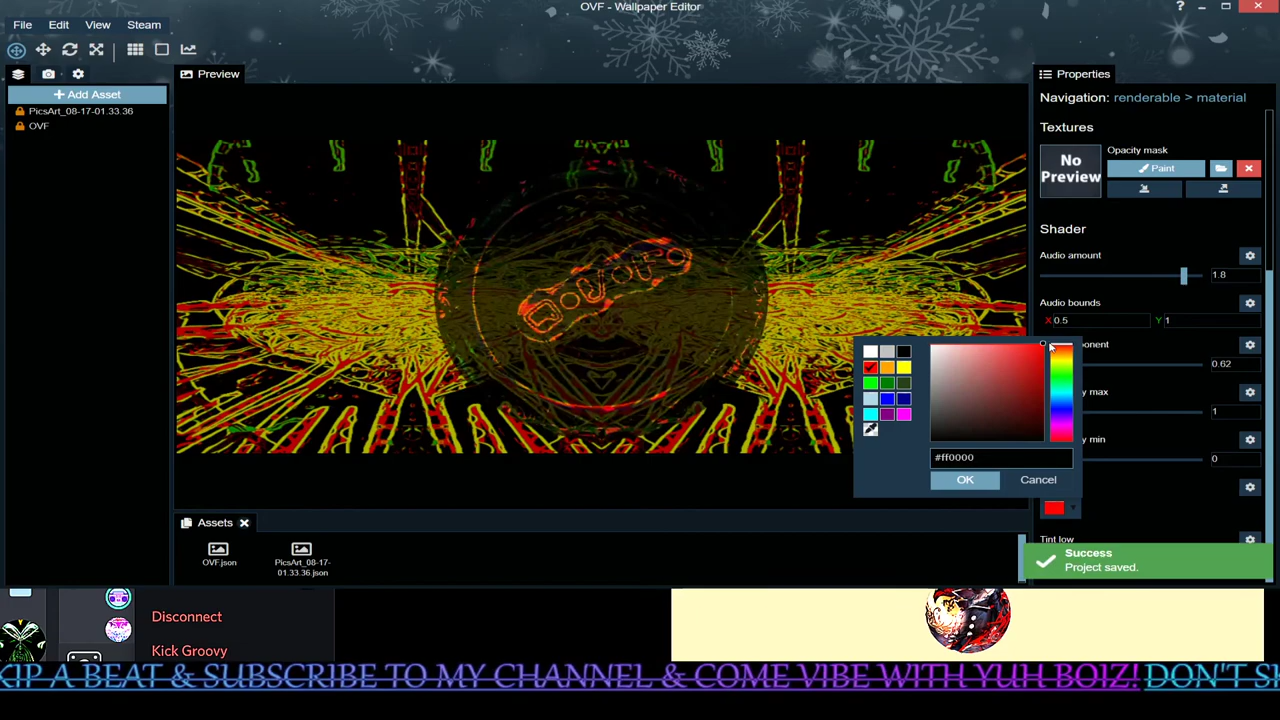 OVF - Wallpaper Editor
File Edit View Steam
Add Asset
PicsArt_08-17-01.33.36
OVF
Preview
Properties
Navigation: renderable > material
Textures
No Preview
Opacity mask
Paint
Shader
Audio amount
1.8
Audio bounds
X 0.5 Y 1
onent
0.62
y max
1
y min
0
#ff0000
OK Cancel
Tint low
Success
Project saved.
Assets
OVF.json
PicsArt_08-17-
01.33.36.json
Disconnect
Kick Groovy
KIP A BEAT & SUBSCRIBE TO MY CHANNEL & COME VIBE WITH YUH BOIZ! DON'T SK